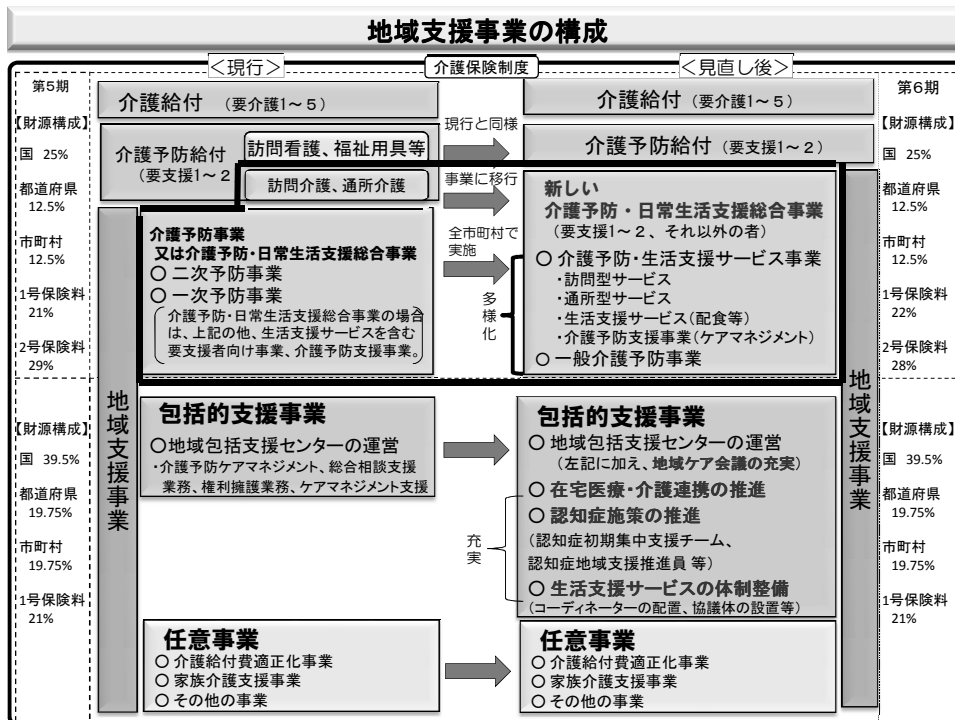 地域支援事業の構成
介護保険制度
<現行>
<見直し後>
第5期
【財源構成】
国 25%
都道府県
12.5%
市町村
12.5%
1号保険料
21%
2号保険料
29%
【財源構成】
国 39.5%
都道府県
19.75%
市町村
19.75%
1号保険料
21%
地域支援事業
介護給付 (要介護1~5)
介護予防給付
(要支援1~2
訪問看護、福祉用具等
訪問介護、通所介護
介護予防事業
又は介護予防・日常生活支援総合事業
○ 二次予防事業
○ 一次予防事業
介護予防・日常生活支援総合事業の場合
は、上記の他、生活支援サービスを含む
要支援者向け事業、介護予防支援事業。
包括的支援事業
○地域包括支援センターの運営
・介護予防ケアマネジメント、総合相談支援
業務、権利擁護業務、ケアマネジメント支援
任意事業
○ 介護給付費適正化事業
○ 家族介護支援事業
○ その他の事業
現行と同様
事業に移行
全市町村で
実施
多様化
充実
介護給付 (要介護1~5)
介護予防給付 (要支援1~2)
新しい
介護予防・日常生活支援総合事業
(要支援1~2、それ以外の者)
○ 介護予防・生活支援サービス事業
・訪問型サービス
・通所型サービス
・生活支援サービス(配食等)
・介護予防支援事業(ケアマネジメント)
○ 一般介護予防事業
包括的支援事業
○ 地域包括支援センターの運営
(左記に加え、地域ケア会議の充実)
○ 在宅医療・介護連携の推進
○ 認知症施策の推進
(認知症初期集中支援チーム、
認知症地域支援推進員 等)
○ 生活支援サービスの体制整備
(コーディネーターの配置、協議体の設置等)
任意事業
○ 介護給付費適正化事業
○ 家族介護支援事業
○ その他の事業
地域支援事業
第6期
【財源構成】
国 25%
都道府県
12.5%
市町村
12.5%
1号保険料
22%
2号保険料
28%
【財源構成】
国 39.5%
都道府県
19.75%
市町村
19.75%
1号保険料
21%